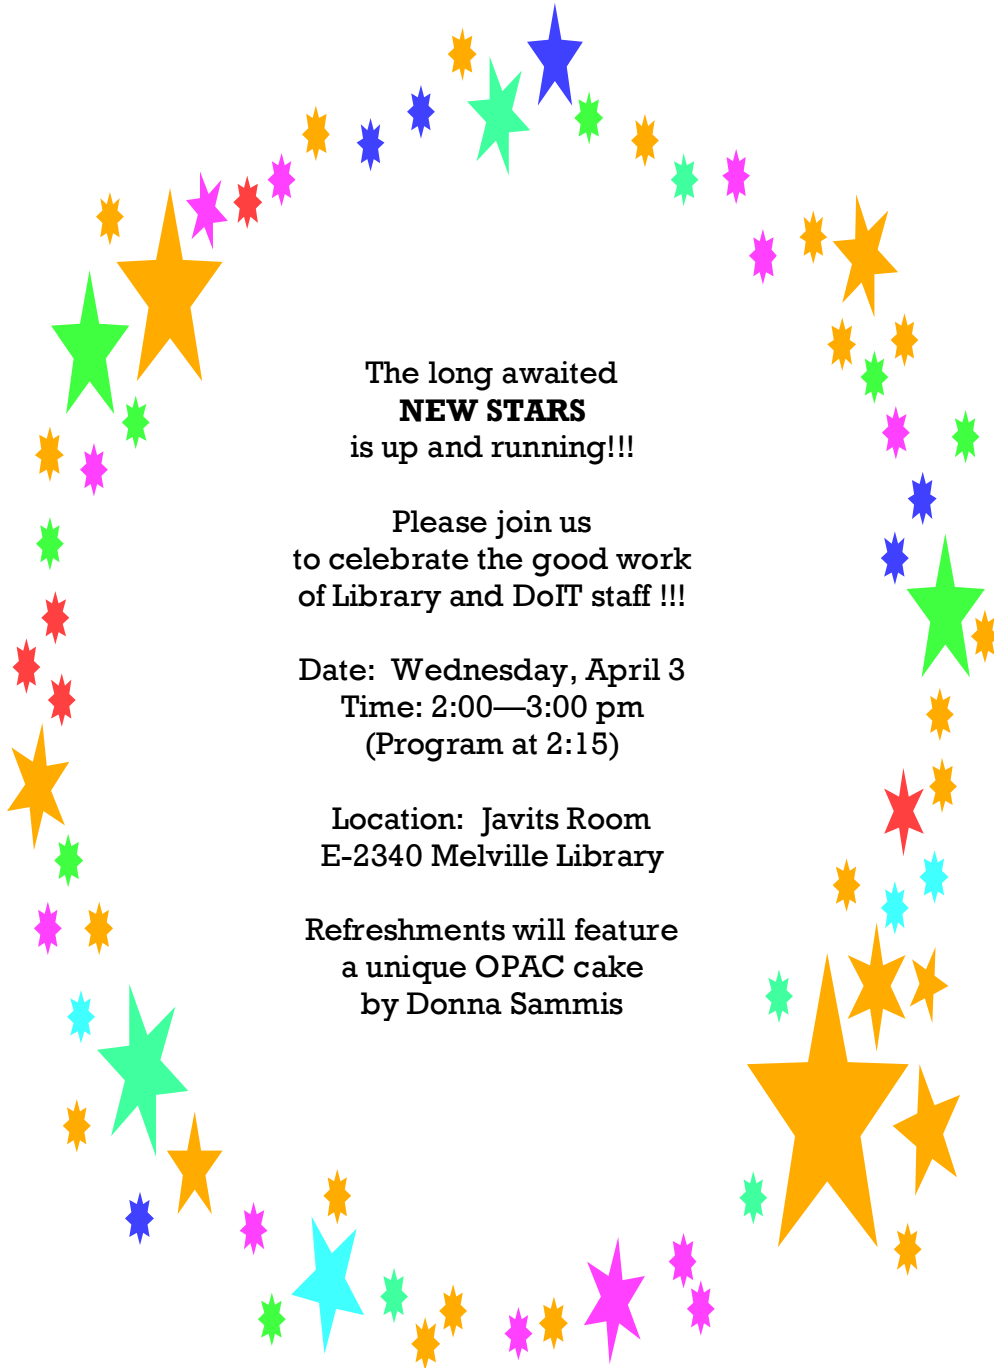 The long awaited
NEW STARS
is up and running!!!
Please join us
to celebrate the good work
of Library and DoIT staff !!!
Date:  Wednesday, April 3
Time: 2:00—3:00 pm
(Program at 2:15)
Location:  Javits Room
E-2340 Melville Library
Refreshments will feature
a unique OPAC cake
by Donna Sammis